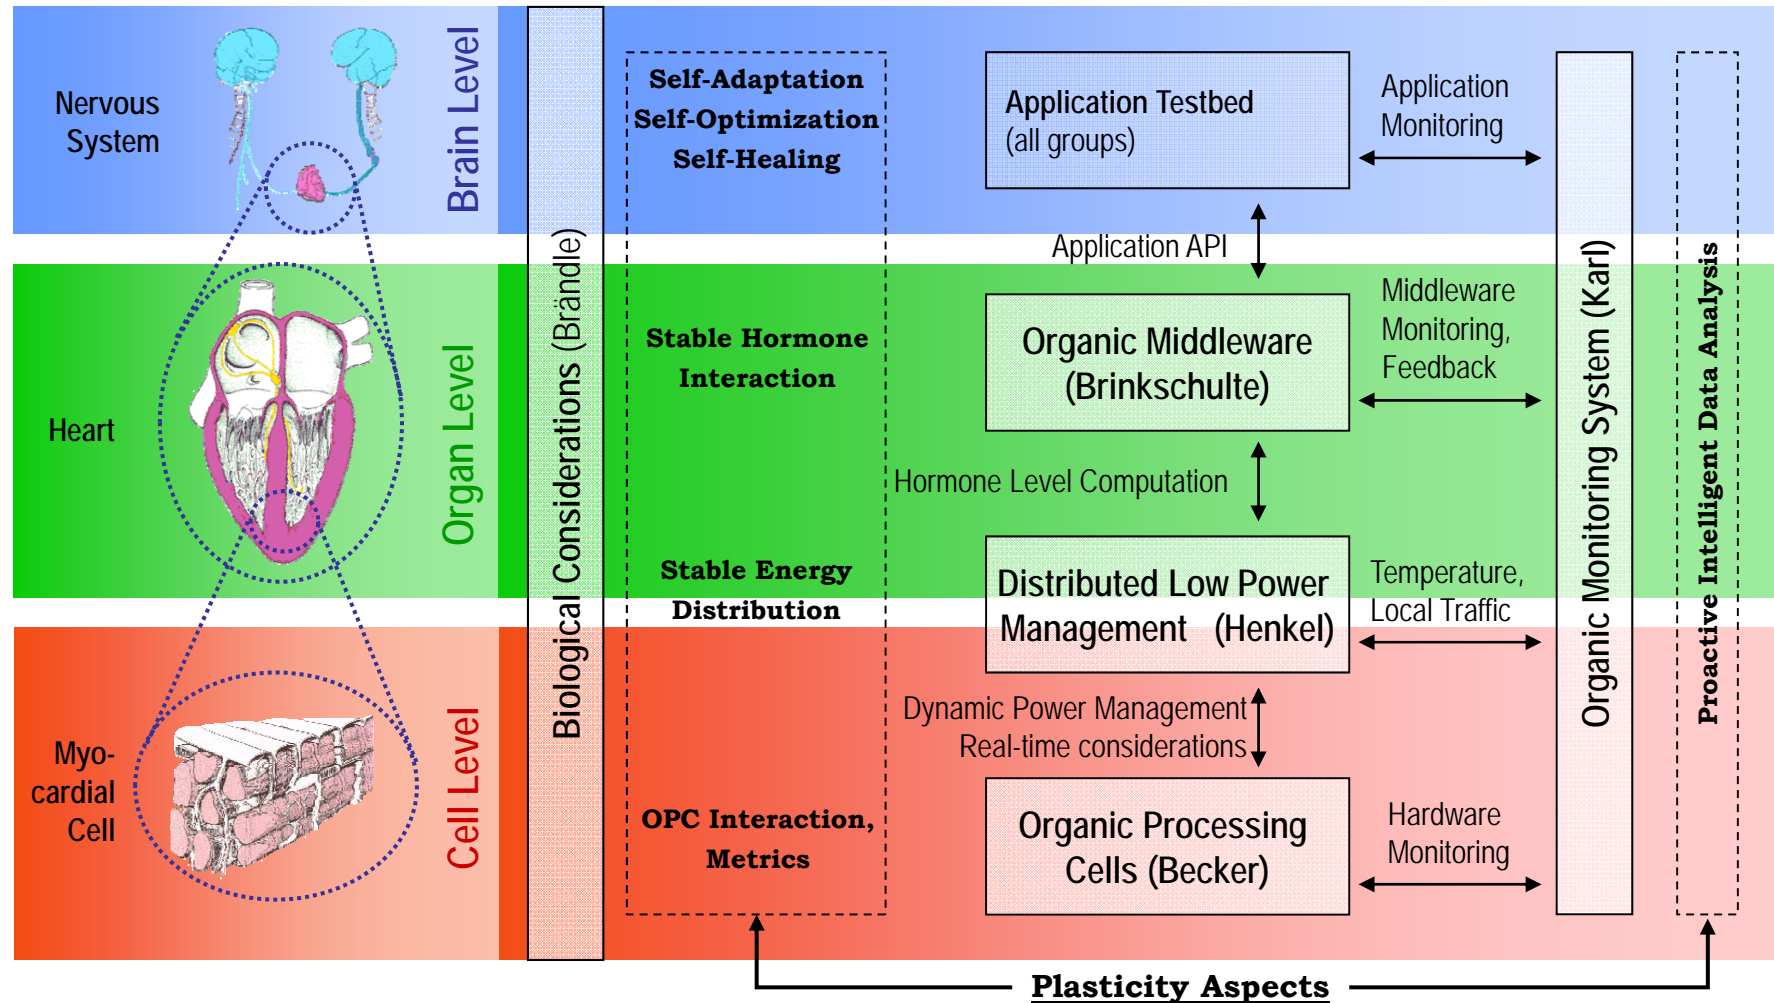 Nervous
System
Brain Level
Self-Adaptation
Self-Optimization
Self-Healing
Application Testbed
(all groups)
Application
Monitoring
Application API
Heart
Organ Level
Biological Considerations (Brändle)
Stable Hormone
Interaction
Organic Middleware
(Brinkschulte)
Middleware
Monitoring,
Feedback
Hormone Level Computation
Stable Energy
Distribution
Distributed Low Power
Management (Henkel)
Temperature,
Local Traffic
Organic Monitoring System (Karl)
Proactive Intelligent Data Analysis
Dynamic Power Management
Real-time considerations
Myo-
cardial
Cell
Cell Level
OPC Interaction,
Metrics
Organic Processing
Cells (Becker)
Hardware
Monitoring
Plasticity Aspects